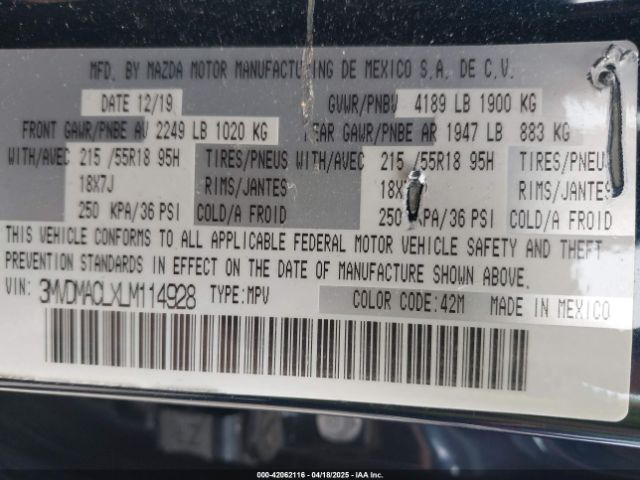 MFD. BY MAZDA MOTOR MANUFACTURING DE MEXICO S.A. DE C.V.
DATE 12/19 GVWR/PNBV 4189 LB 1900 KG
FRONT GAWR/PNBE AV 2249 LB 1020 KG REAR GAWR/PNBE AR 1947 LB 883 KG
WITH/AVEC 215 /55R18 95H TIRES/PNEUS WITH/AVEC 215 /55R18 95H TIRES/PNEUS
18X7J RIMS/JANTES RIMS/JANTES
250 KPA/36 PSI COLD/A FROID 250 KPA/36 PSI COLD/A FROID
THIS VEHICLE CONFORMS TO ALL APPLICABLE FEDERAL MOTOR VEHICLE SAFETY AND THEFT
PREVENTION STANDARDS IN EFFECT ON THE DATE OF MANUFACTURE SHOWN ABOVE.
VIN: 3MVDMACLXLM114928 TYPE:MPV COLOR CODE:42M MADE IN MEXICO
000-42062116 - 04/18/2025 - IAA Inc.